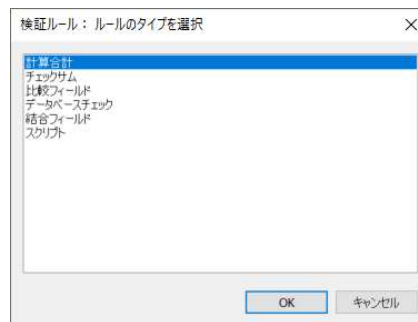 検証ルール： ルールのタイプを選択
計算合計
チェックサム
比較フィールド
データベースチェック
結合フィールド
スクリプト
OK
キャンセル